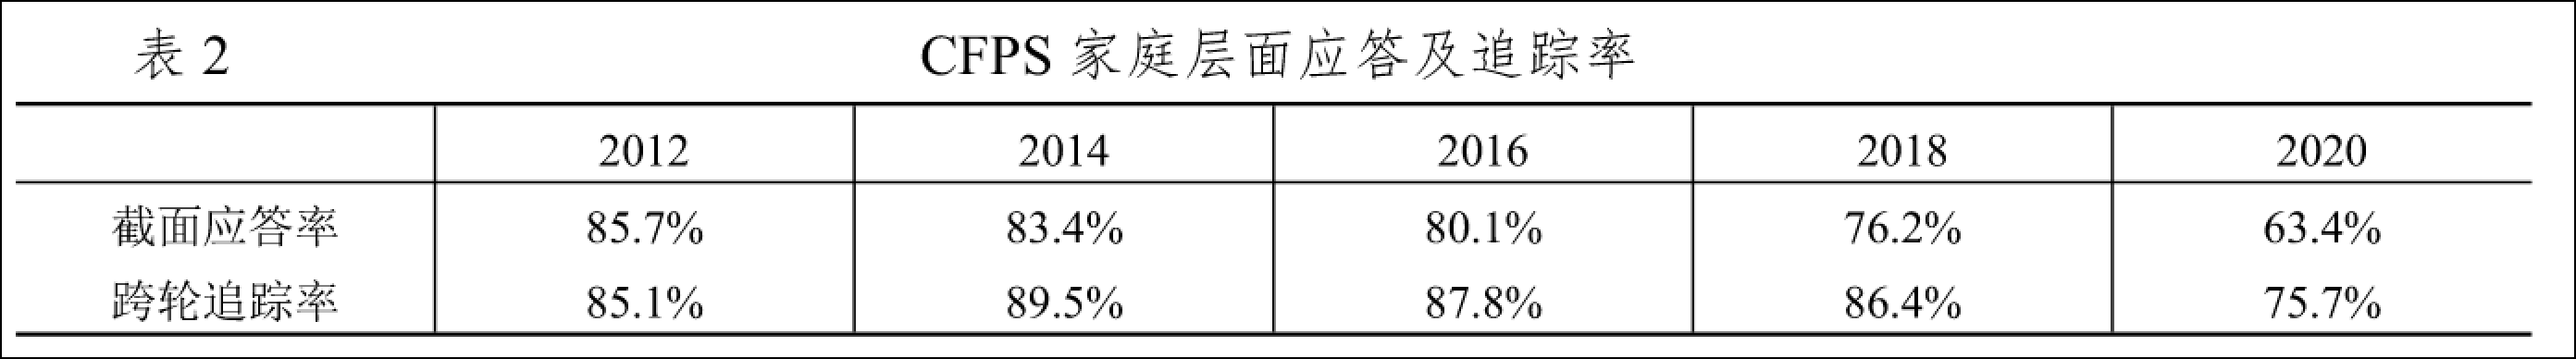 表 2 CFPS 家庭层面应答及追踪率
2012 2014 2016 2018 2020
截面应答率 85.7% 83.4% 80.1% 76.2% 63.4%
跨轮追踪率 85.1% 89.5% 87.8% 86.4% 75.7%